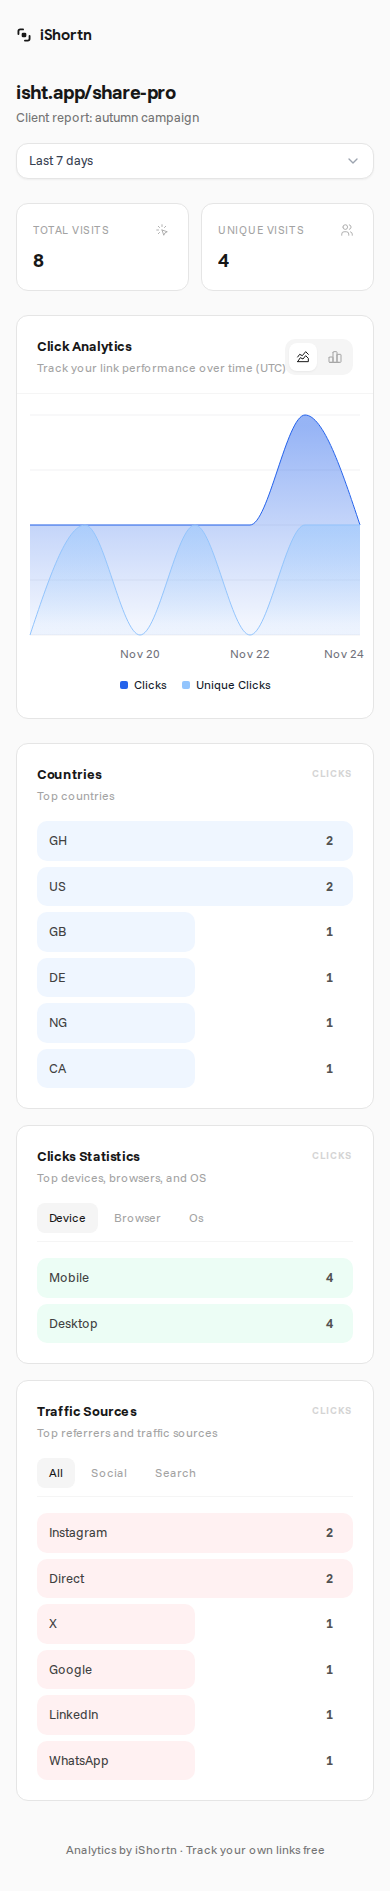 iShortn
isht.app/share-pro
Client report: autumn campaign
Last 7 days
TOTAL VISITS
8
UNIQUE VISITS
4
Click Analytics
Track your link performance over time (UTC)
Nov 20 Nov 22 Nov 24
Clicks Unique Clicks
Countries CLICKS
Top countries
GH 2
US 2
GB 1
DE 1
NG 1
CA 1
Clicks Statistics CLICKS
Top devices, browsers, and OS
Device Browser Os
Mobile 4
Desktop 4
Traffic Sources CLICKS
Top referrers and traffic sources
All Social Search
Instagram 2
Direct 2
X 1
Google 1
LinkedIn 1
WhatsApp 1
Analytics by iShortn · Track your own links free